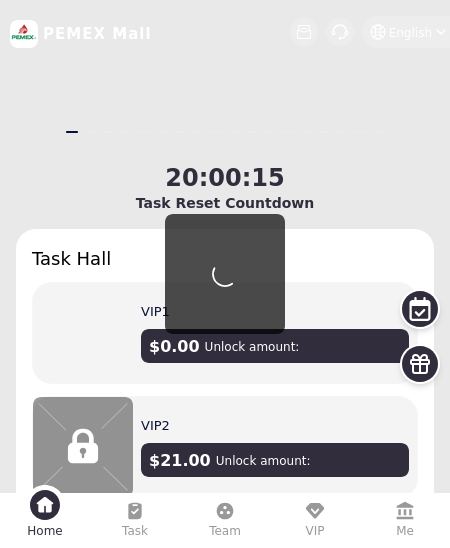 PEMEX
PEMEX Mall
English
20:00:15
Task Reset Countdown
Task Hall
VIP1
$0.00 Unlock amount:
VIP2
$21.00 Unlock amount:
Home
Task
Team
VIP
Me